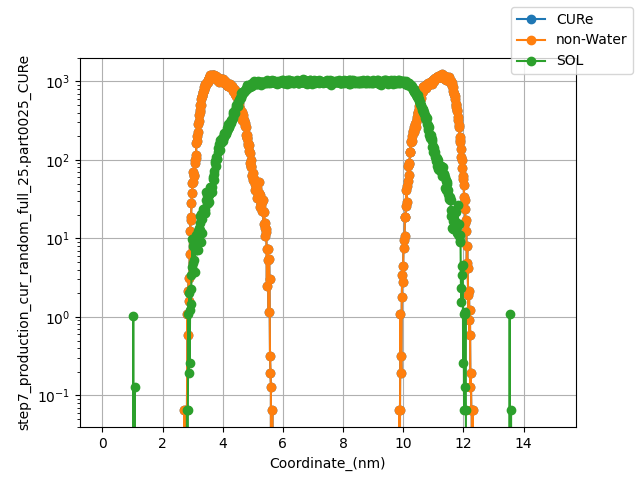 CURe
non-Water
SOL
step7_production_cur_random_full_25.part0025_CURe
10³
10²
10¹
10⁰
10⁻¹
0 2 4 6 8 10 12 14
Coordinate_(nm)